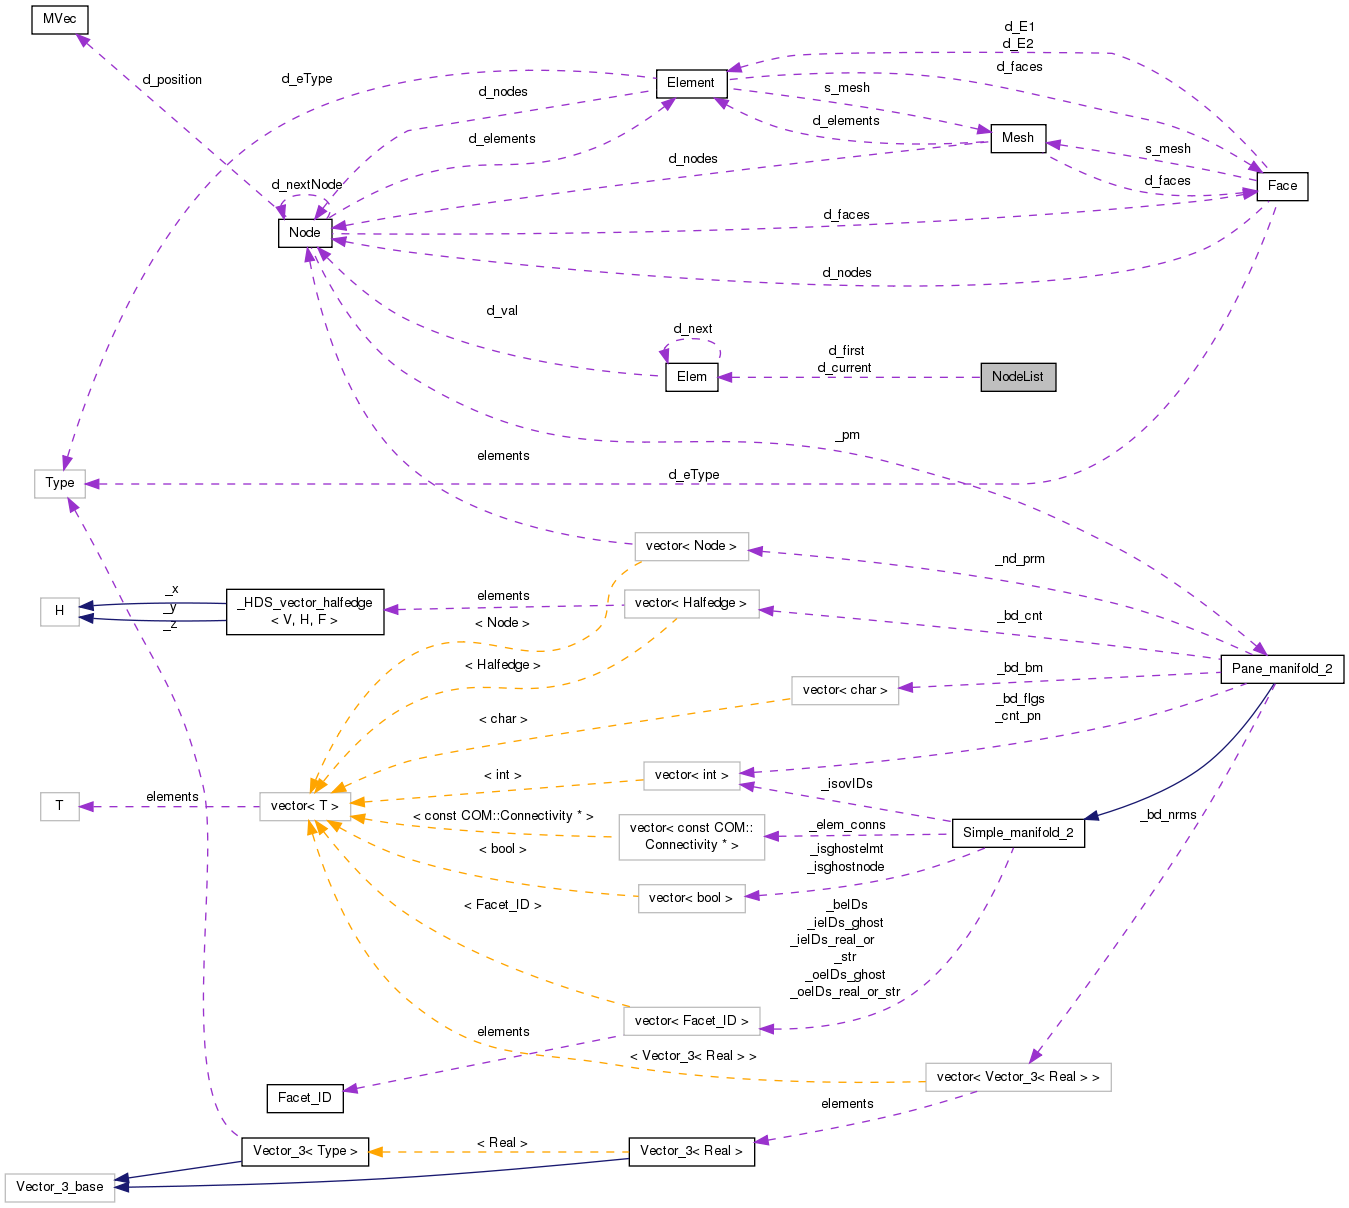 MVec
d_E1
d_E2
d_position
d_eType
Element
d_faces
d_nodes
s_mesh
d_elements
d_elements
Mesh
d_nodes
s_mesh
d_nextNode
d_faces
Face
Node
d_faces
d_nodes
d_val
d_next
d_first
d_current
Elem
NodeList
_pm
elements
Type
d_eType
vector< Node >
_nd_prm
_x
_y
_z
H
_HDS_vector_halfedge
< V, H, F >
elements
vector< Halfedge >
< Node >
_bd_cnt
< Halfedge >
_bd_bm
Pane_manifold_2
vector< char >
_bd_flgs
_cnt_pn
< char >
< int >
vector< int >
_isovIDs
T
elements
vector< T >
< const COM::Connectivity * >
vector< const COM::
Connectivity * >
_elem_conns
Simple_manifold_2
_bd_nrms
< bool >
_isghostelmt
_isghostnode
vector< bool >
< Facet_ID >
_beIDs
_ieIDs_ghost
_ieIDs_real_or
_str
_oeIDs_ghost
_oeIDs_real_or_str
vector< Facet_ID >
elements
< Vector_3< Real > >
vector< Vector_3< Real > >
Facet_ID
elements
Vector_3< Type >
< Real >
Vector_3< Real >
Vector_3_base